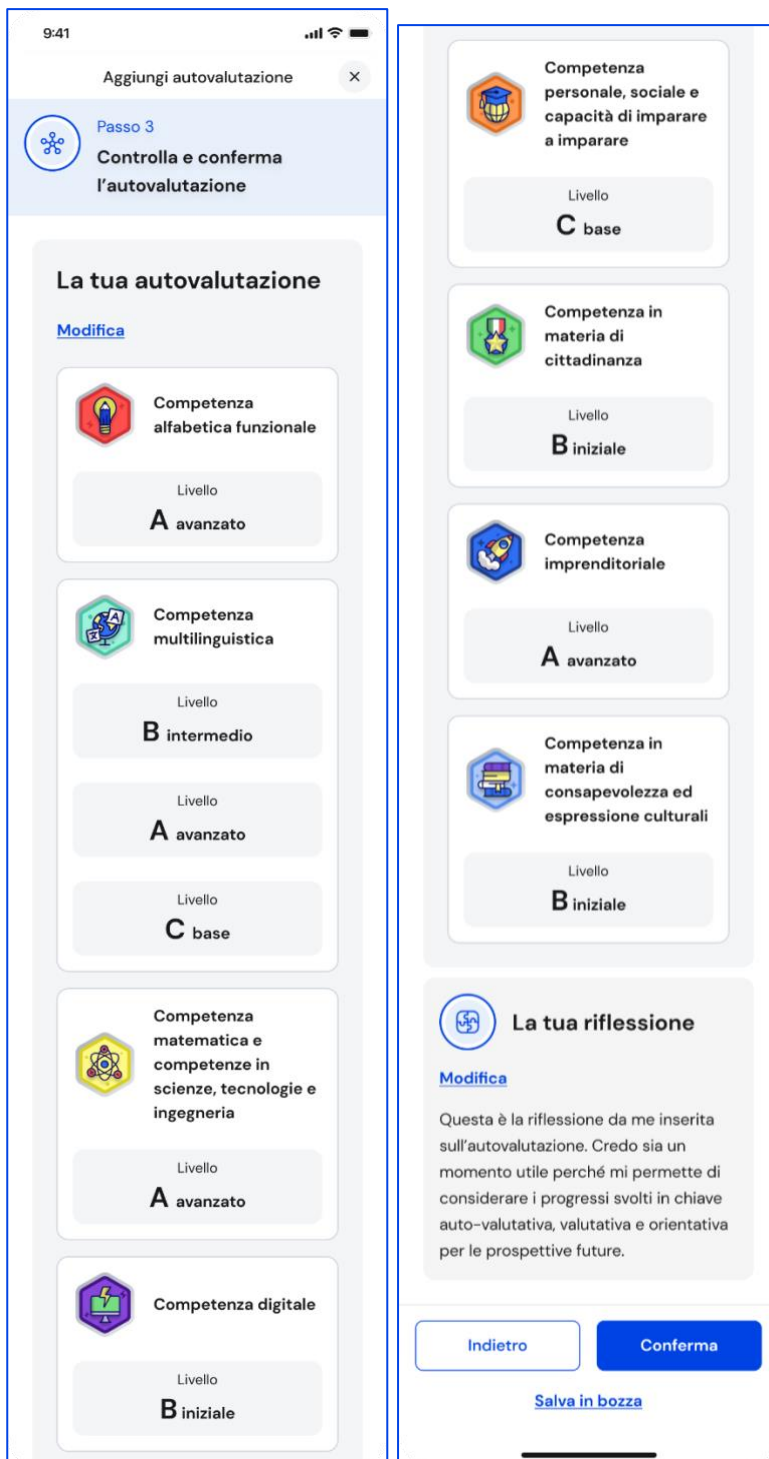 9:41
Aggiungi autovalutazione
Passo 3
Controlla e conferma
l'autovalutazione
La tua autovalutazione
Modifica
Competenza
alfabetica funzionale
Livello
A avanzato
Competenza
multilinguistica
Livello
B intermedio
Livello
A avanzato
Livello
C base
Competenza
matematica e
competenze in
scienze, tecnologie e
ingegneria
Livello
A avanzato
Competenza digitale
Livello
B iniziale
Competenza
personale, sociale e
capacità di imparare
a imparare
Livello
C base
Competenza in
materia di
cittadinanza
Livello
B iniziale
Competenza
imprenditoriale
Livello
A avanzato
Competenza in
materia di
consapevolezza ed
espressione culturali
Livello
B iniziale
La tua riflessione
Modifica
Questa è la riflessione da me inserita
sull'autovalutazione. Credo sia un
momento utile perché mi permette di
considerare i progressi svolti in chiave
auto-valutativa, valutativa e orientativa
per le prospettive future.
Indietro
Conferma
Salva in bozza